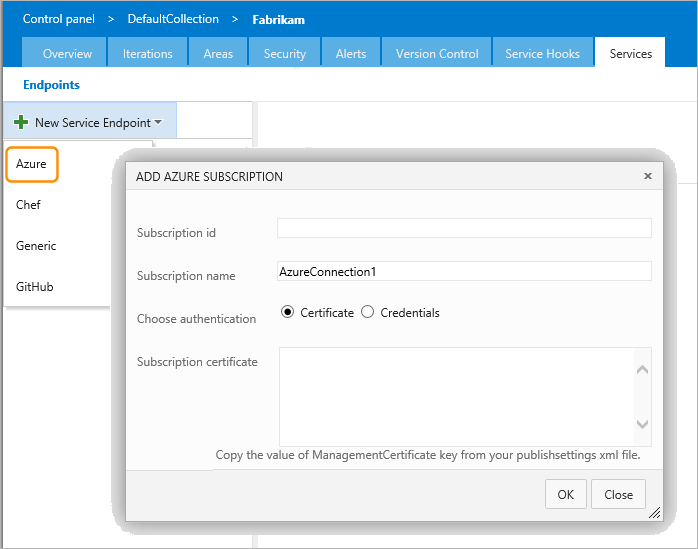 Control panel > DefaultCollection > Fabrikam
Overview Iterations Areas Security Alerts Version Control Service Hooks Services
Endpoints
New Service Endpoint
Azure
Chef
Generic
GitHub
ADD AZURE SUBSCRIPTION ×
Subscription id
Subscription name AzureConnection1
Choose authentication Certificate Credentials
Subscription certificate
Copy the value of ManagementCertificate key from your publishsettings xml file.
OK Close